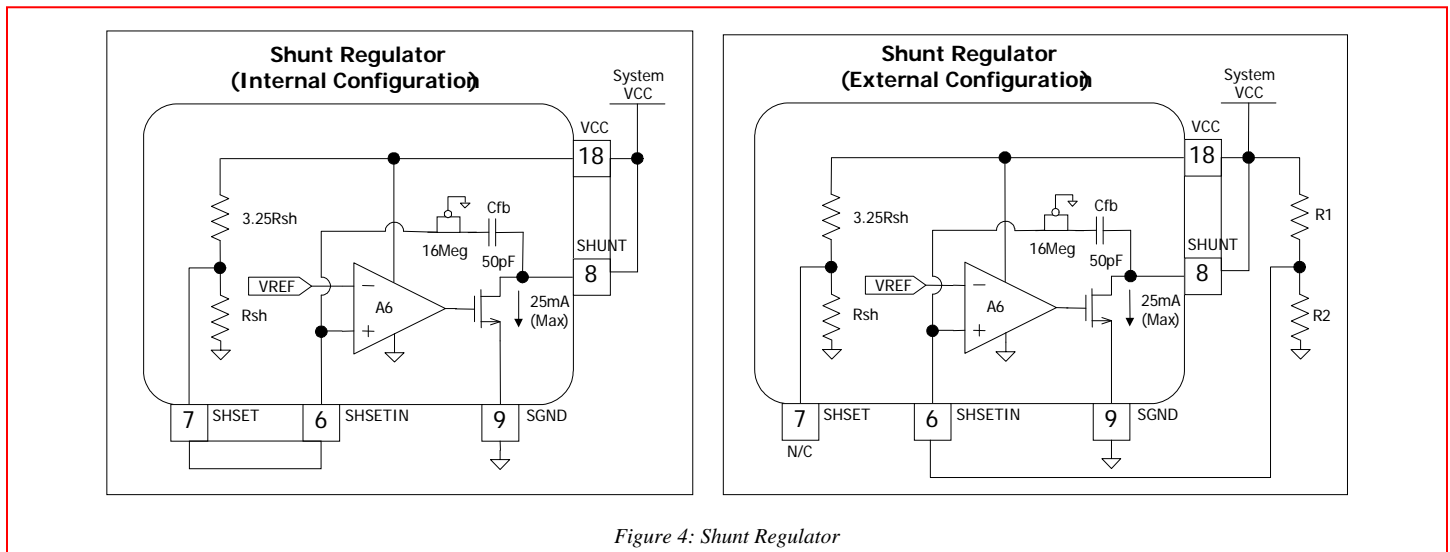 Shunt Regulator
(Internal Configuration)
System
VCC
VCC
18
3.25Rsh
Cfb
16Meg
50pF
SHUNT
8
VREF
A6
25mA
(Max)
Rsh
7
SHSET
6
SHSETIN
9
SGND
Shunt Regulator
(External Configuration)
System
VCC
VCC
18
3.25Rsh
R1
Cfb
16Meg
50pF
SHUNT
8
VREF
A6
25mA
(Max)
Rsh
R2
7
SHSET
6
SHSETIN
9
SGND
N/C
Figure 4: Shunt Regulator